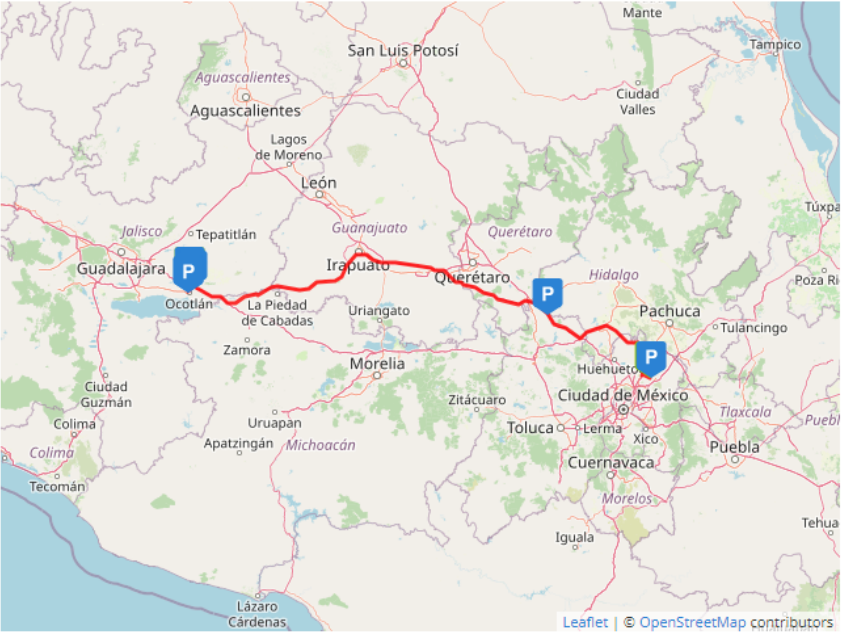 Mante
San Luis Potosí
Tampico
Aguascalientes
Ciudad
Valles
Aguascalientes
Lagos
de Moreno
León
Túxpa
Jalisco
Tepatitlán
Guanajuato
Querétaro
Guadalajara
P
Irapuato
Querétaro
Hidalgo
Poza Ri
P
Ocotlán
La Piedad
de Cabadas
Uriangato
Pachuca
Tulancingo
Zamora
P
Morelia
Huehueto
Ciudad
Guzmán
Zitácuaro
Ciudad de México
Tlaxcala
Colima
Uruapan
Toluca
Lerma
Puebl
Apatzingán
Michoacán
Xico
Puebla
Colima
Cuernavaca
Tecomán
Morelos
Iguala
Tehua
Lázaro
Cárdenas
Leaflet | © OpenStreetMap contributors